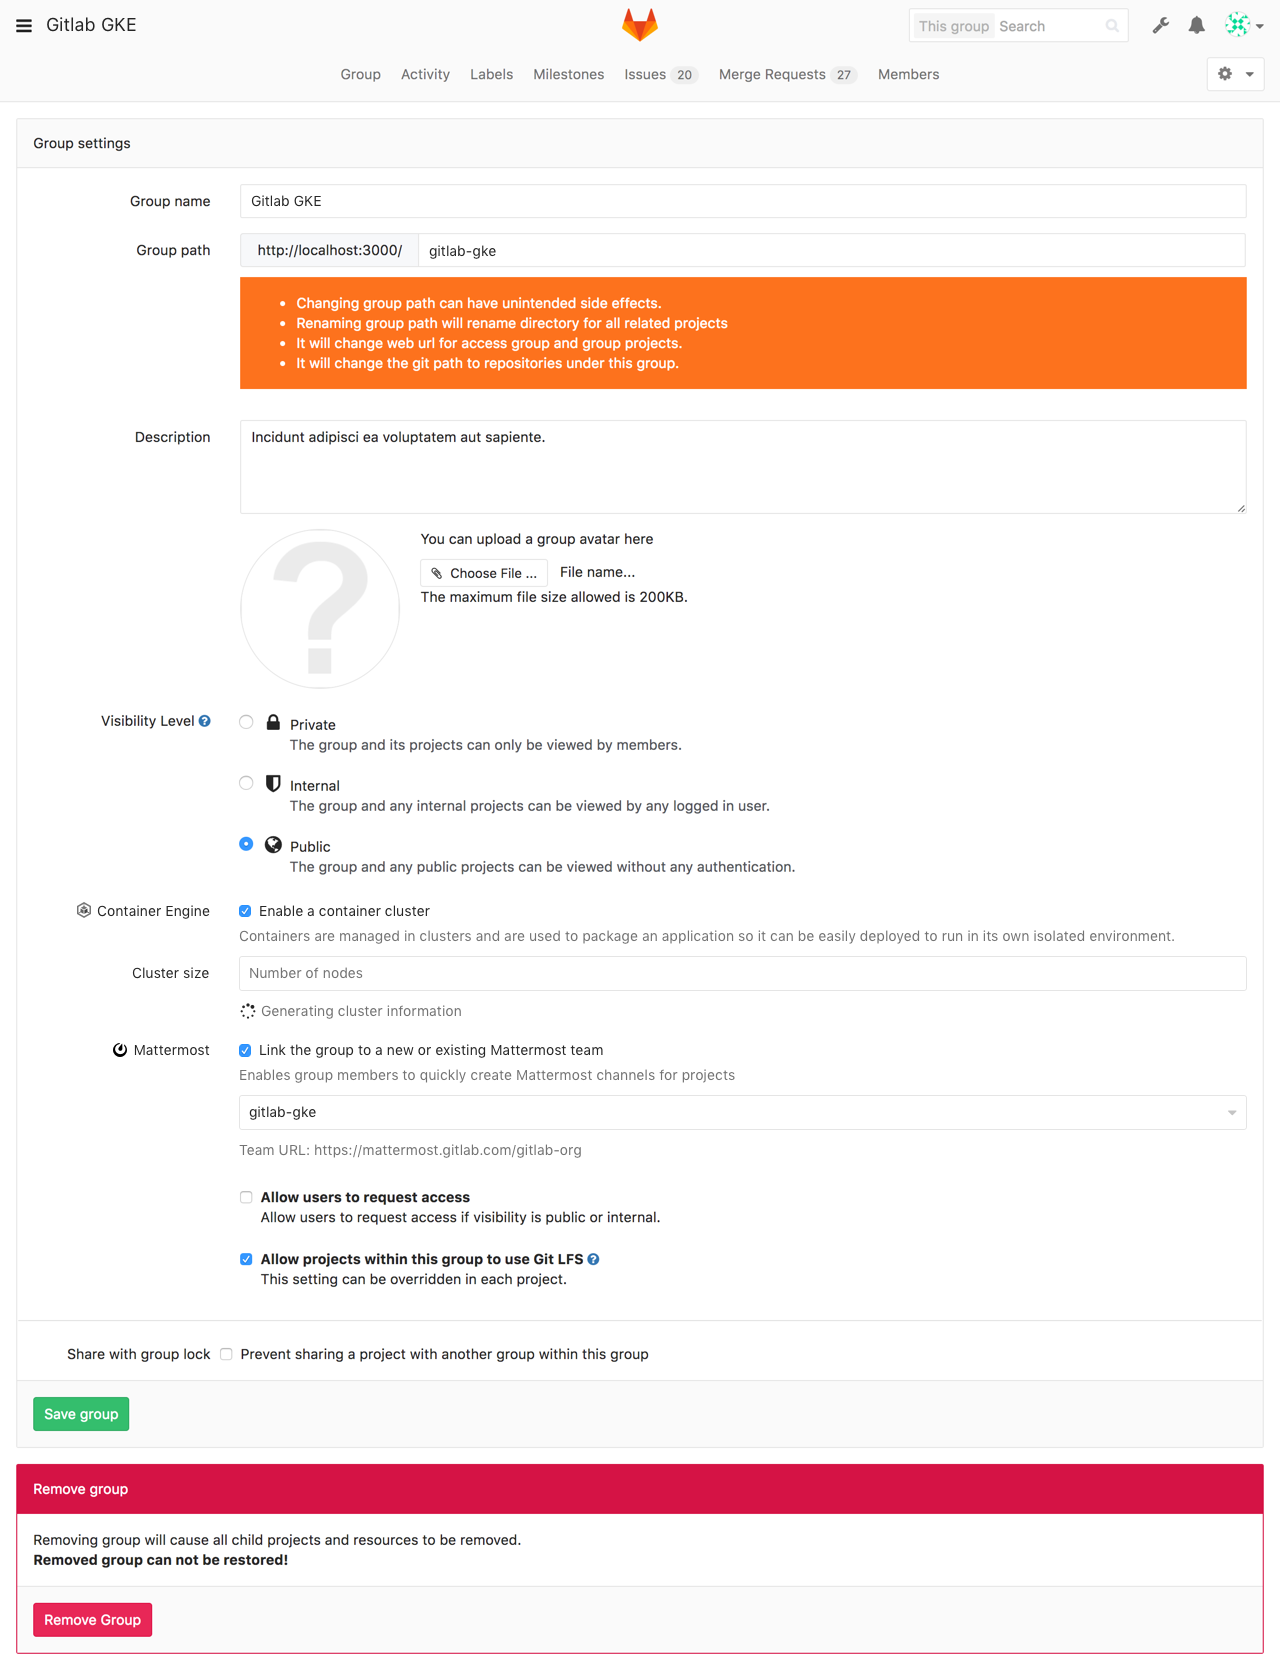 Gitlab GKE
This group Search
Group Activity Labels Milestones Issues 20 Merge Requests 27 Members
Group settings
Group name Gitlab GKE
Group path http://localhost:3000/ gitlab-gke
• Changing group path can have unintended side effects.
• Renaming group path will rename directory for all related projects
• It will change web url for access group and group projects.
• It will change the git path to repositories under this group.
Description Incidunt adipisci ea voluptatem aut sapiente.
You can upload a group avatar here
Choose File ... File name...
The maximum file size allowed is 200KB.
Visibility Level Private
The group and its projects can only be viewed by members.
Internal
The group and any internal projects can be viewed by any logged in user.
Public
The group and any public projects can be viewed without any authentication.
Container Engine Enable a container cluster
Containers are managed in clusters and are used to package an application so it can be easily deployed to run in its own isolated environment.
Cluster size Number of nodes
Generating cluster information
Mattermost Link the group to a new or existing Mattermost team
Enables group members to quickly create Mattermost channels for projects
gitlab-gke
Team URL: https://mattermost.gitlab.com/gitlab-org
Allow users to request access
Allow users to request access if visibility is public or internal.
Allow projects within this group to use Git LFS
This setting can be overridden in each project.
Share with group lock Prevent sharing a project with another group within this group
Save group
Remove group
Removing group will cause all child projects and resources to be removed.
Removed group can not be restored!
Remove Group